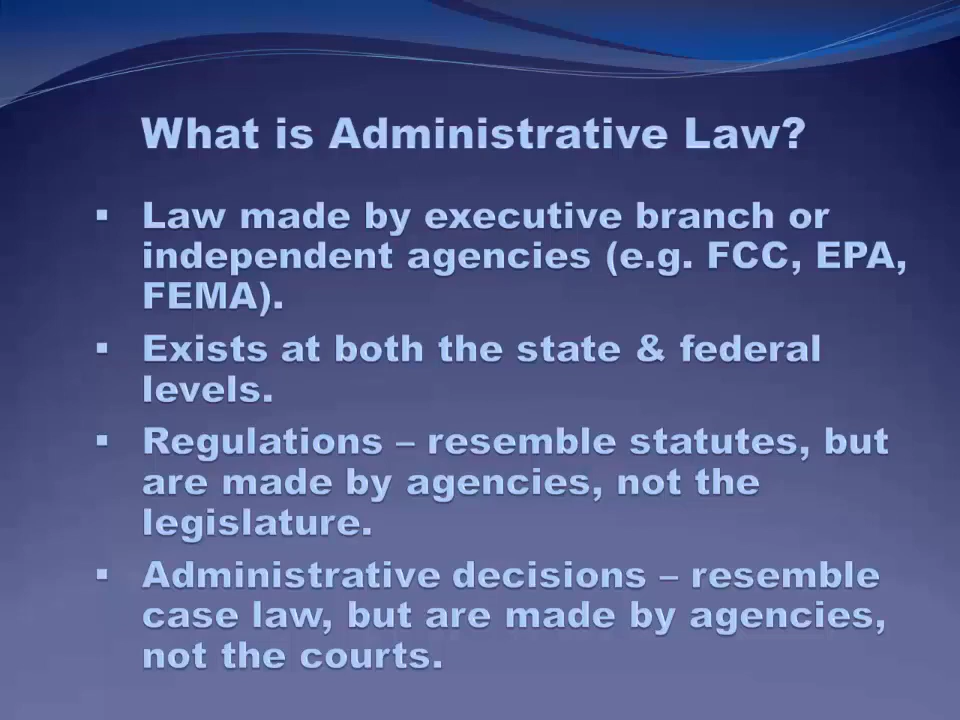 What is Administrative Law?
▪ Law made by executive branch or
independent agencies (e.g. FCC, EPA,
FEMA).
▪ Exists at both the state & federal
levels.
▪ Regulations – resemble statutes, but
are made by agencies, not the
legislature.
▪ Administrative decisions – resemble
case law, but are made by agencies,
not the courts.